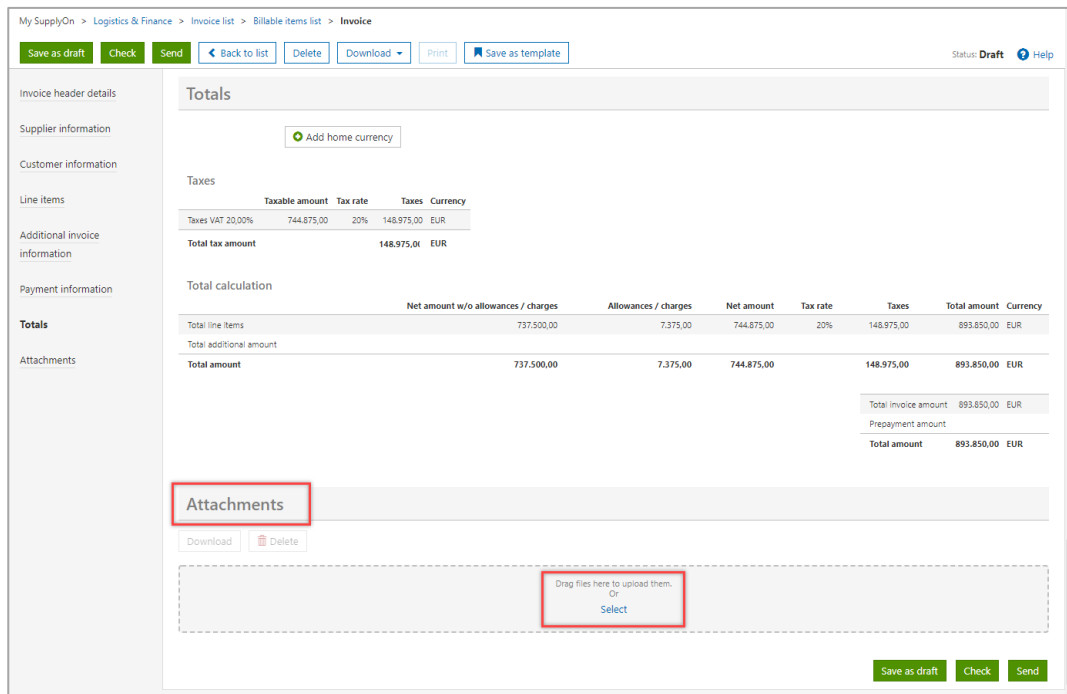 My SupplyOn > Logistics & Finance > Invoice list > Billable items list > Invoice
Save as draft Check Send Back to list Delete Download Print Save as template Status: Draft Help
Invoice header details
Supplier information
Customer information
Line items
Additional invoice
information
Payment information
Totals
Attachments
Totals
Add home currency
Taxes
Taxable amount Tax rate Taxes Currency
Taxes VAT 20,00% 744.875,00 20% 148.975,00 EUR
Total tax amount 148.975,0( EUR
Total calculation
Net amount w/o allowances / charges Allowances / charges Net amount Tax rate Taxes Total amount Currency
Total line items 737.500,00 7.375,00 744.875,00 20% 148.975,00 893.850,00 EUR
Total additional amount
Total amount 737.500,00 7.375,00 744.875,00 148.975,00 893.850,00 EUR
Total invoice amount 893.850,00 EUR
Prepayment amount
Total amount 893.850,00 EUR
Attachments
Download Delete
Drag files here to upload them.
Or
Select
Save as draft Check Send